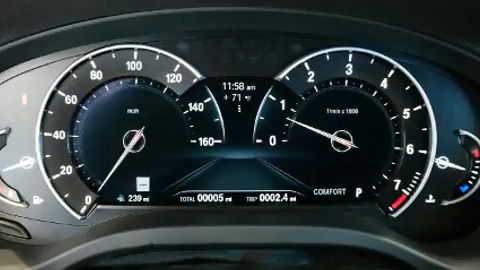 100
80
120
60
140
40
160
20
0
mph
11:58 am
+ 71 °F
3
2
4
1
5
0
6
7
1/min x 1000
239 mi
TOTAL 00005 mi
TRIP 0002.4 mi
COMFORT P